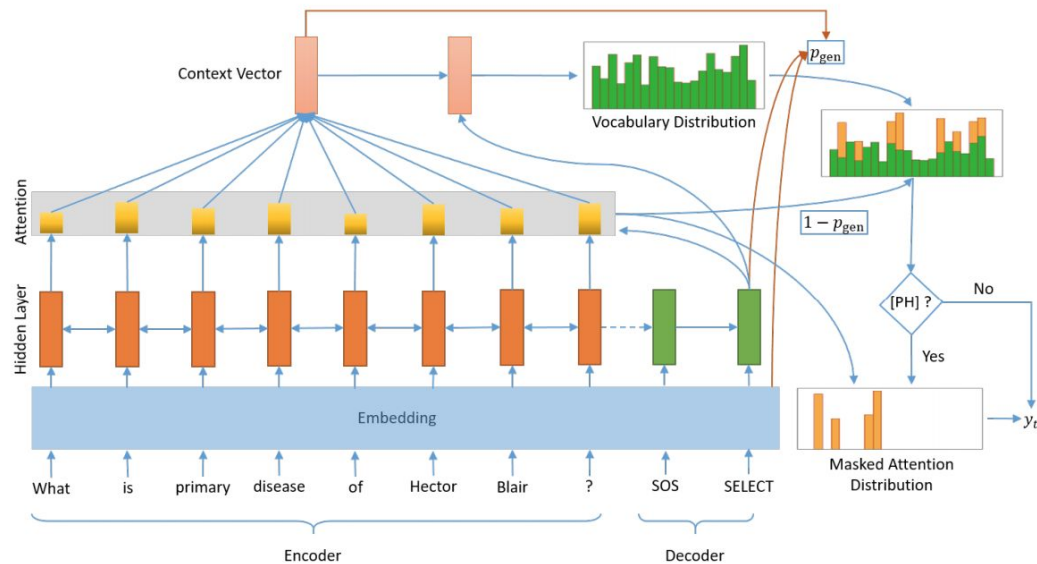 p_gen
Context Vector
Vocabulary Distribution
Attention
1 − p_gen
Hidden Layer
[PH] ?
No
Yes
Embedding
y_t
Masked Attention
Distribution
What is primary disease of Hector Blair ? SOS SELECT
Encoder
Decoder